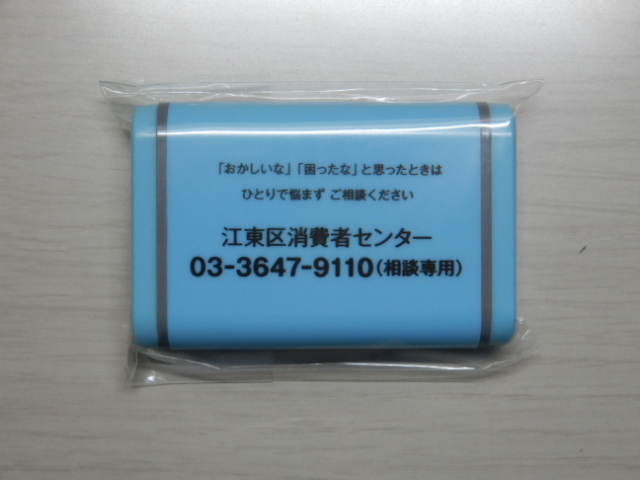 「おかしいな」「困ったな」と思ったときは
ひとりで悩まず ご相談ください
江東区消費者センター
03-3647-9110(相談専用)